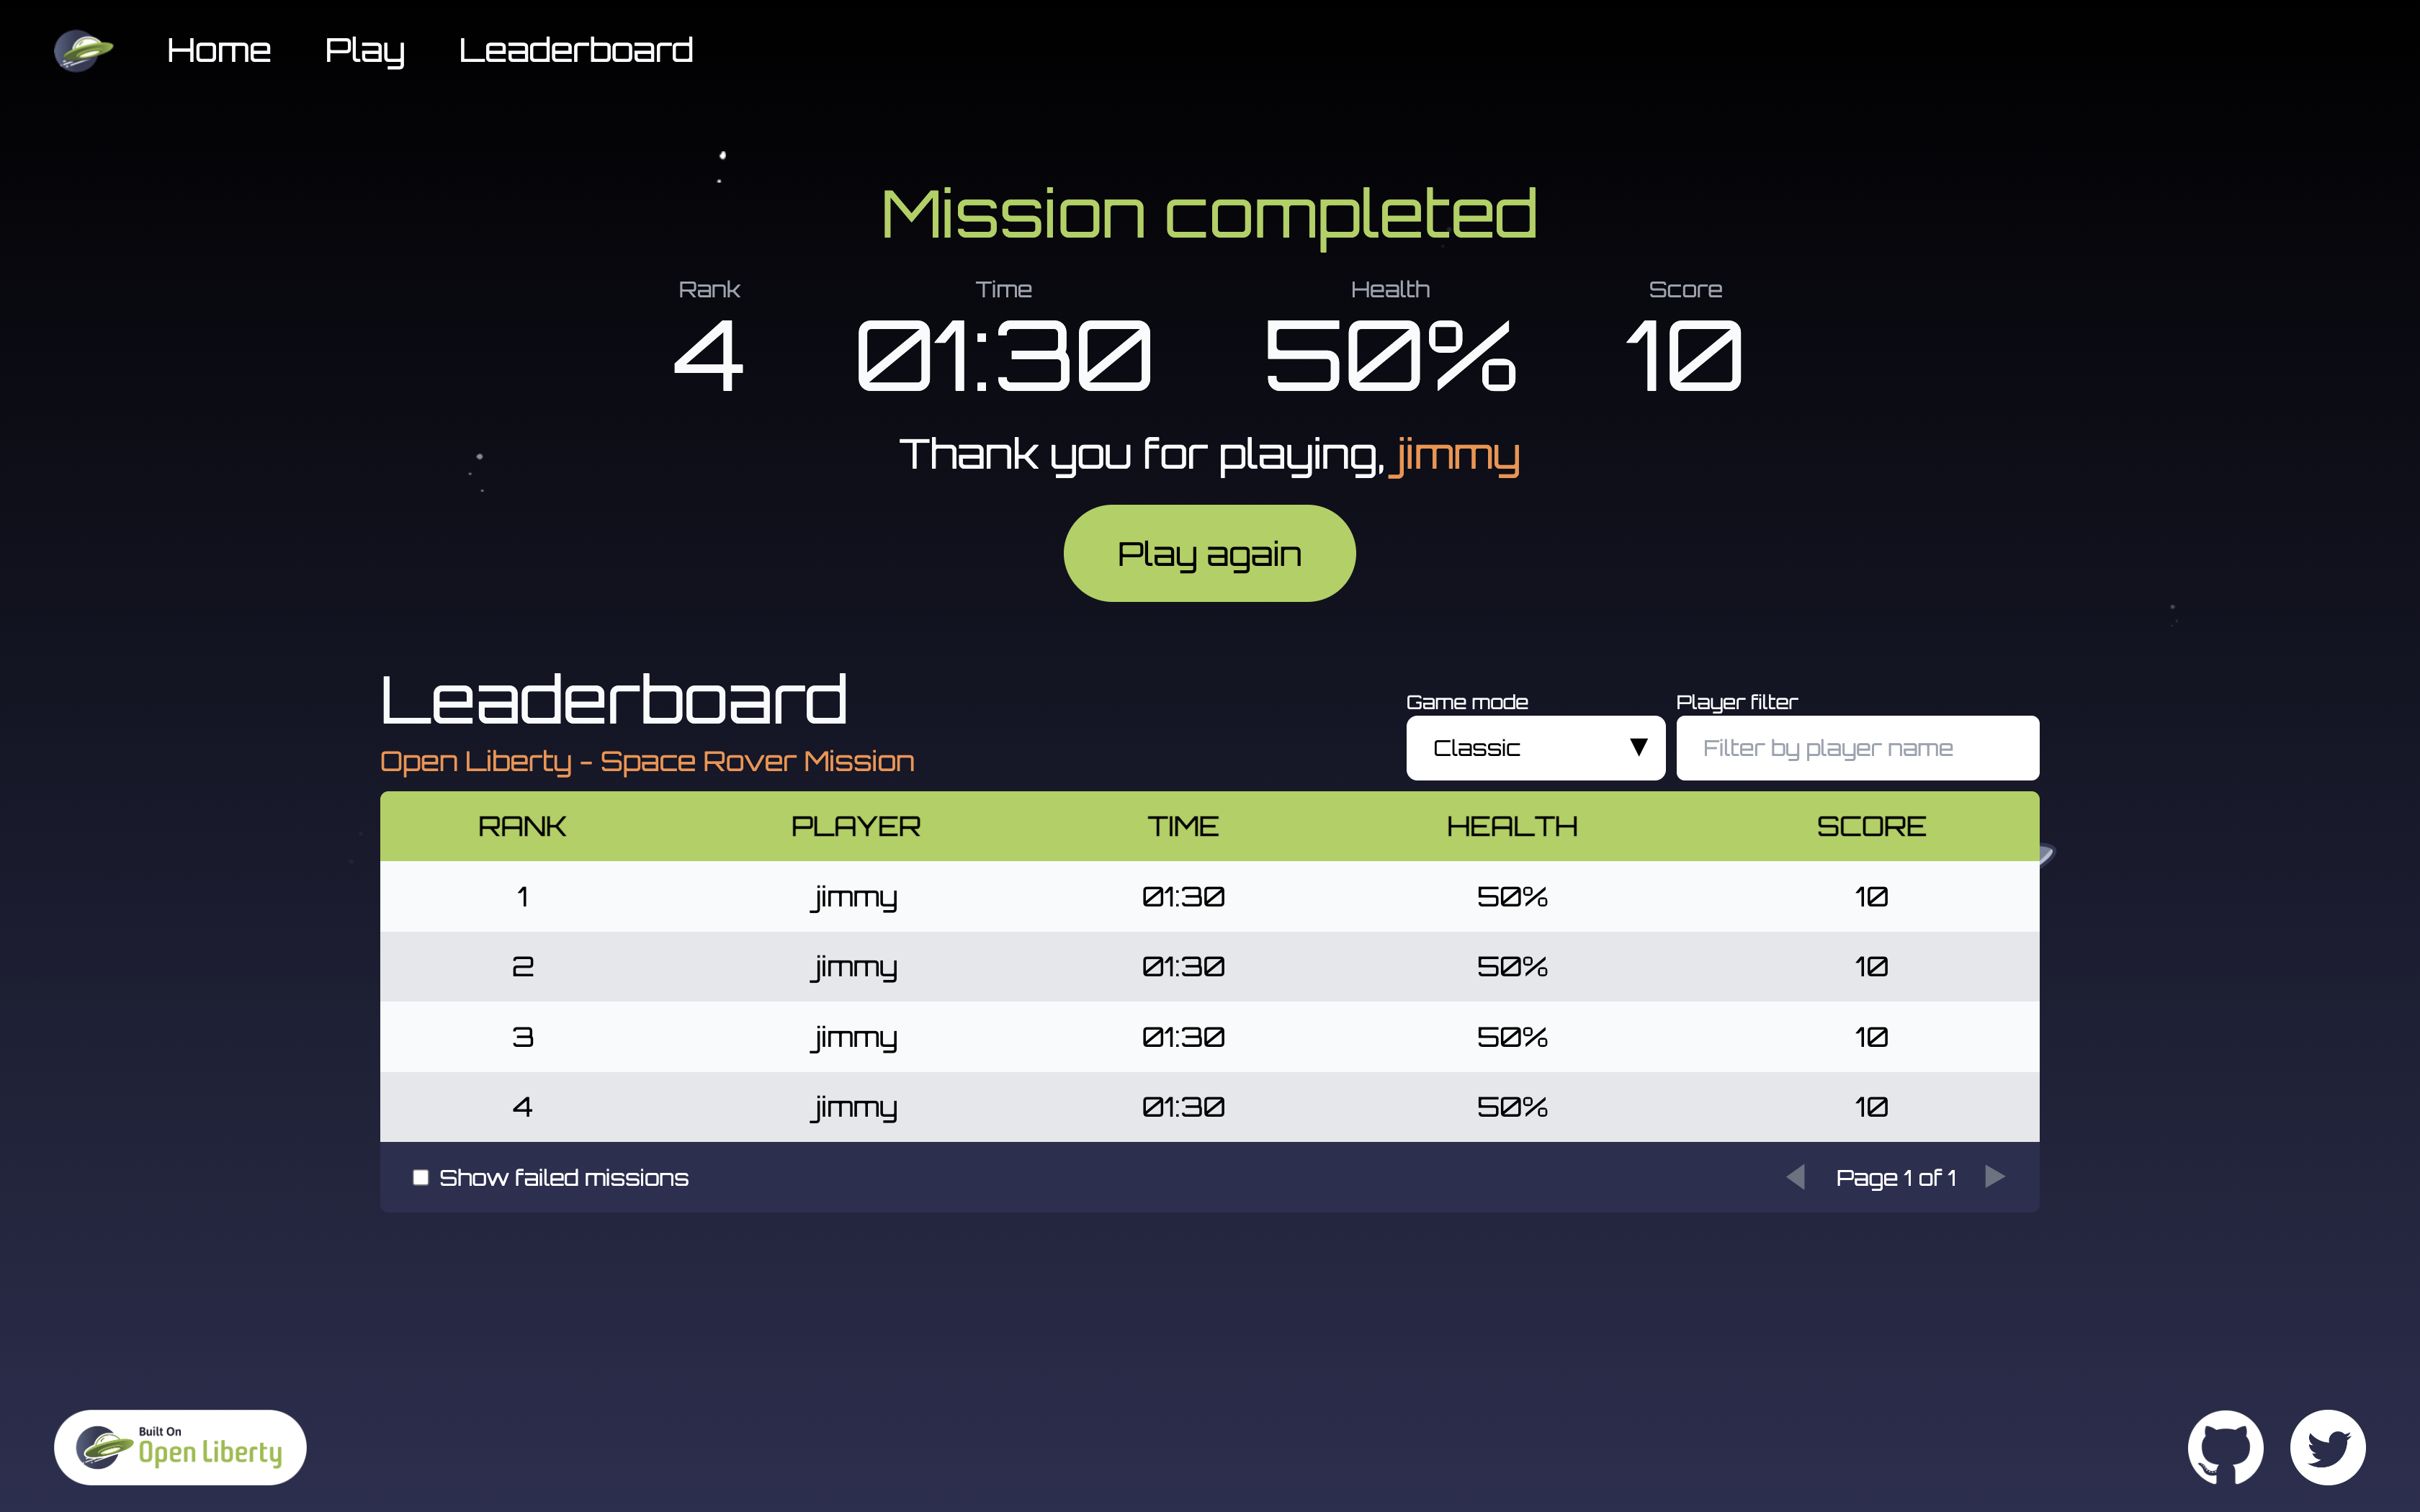 Home Play Leaderboard
Mission completed
Rank Time Health Score
4 01:30 50% 10
Thank you for playing, jimmy
Play again
Leaderboard
Open Liberty - Space Rover Mission
Game mode Player filter
Classic ▼ Filter by player name
RANK PLAYER TIME HEALTH SCORE
1 jimmy 01:30 50% 10
2 jimmy 01:30 50% 10
3 jimmy 01:30 50% 10
4 jimmy 01:30 50% 10
Show failed missions Page 1 of 1
Built On
Open Liberty